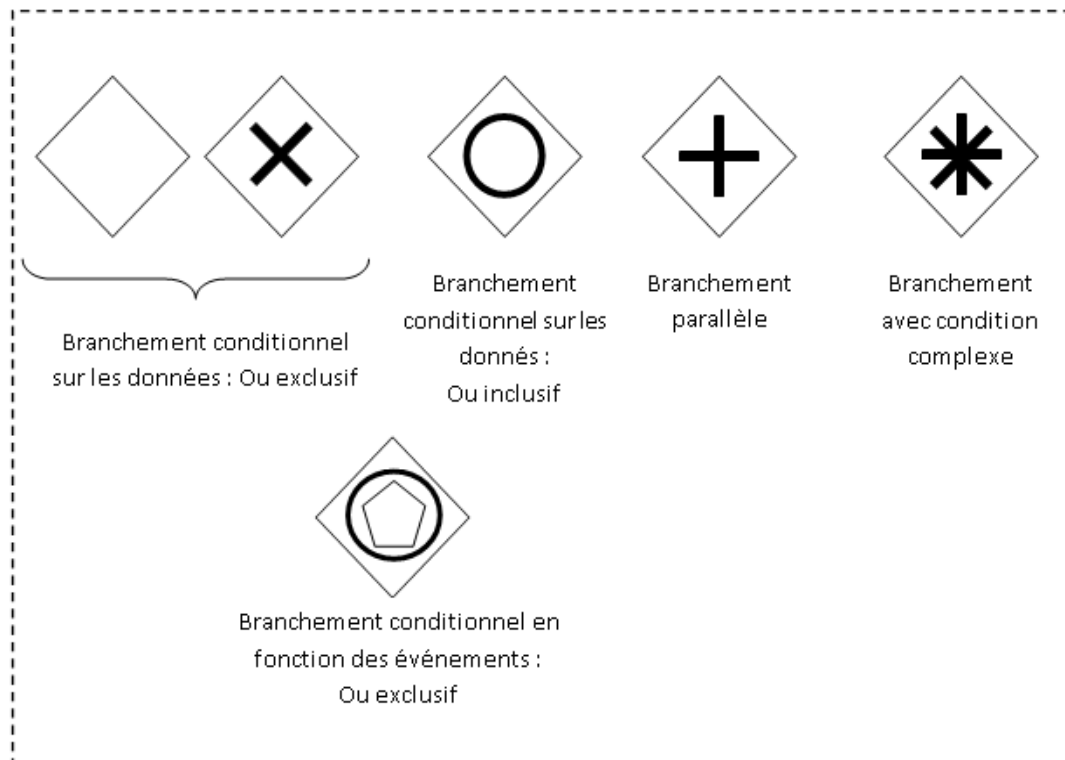 Branchement conditionnel
sur les données : Ou exclusif
Branchement
conditionnel sur les
donnés :
Ou inclusif
Branchement
parallèle
Branchement
avec condition
complexe
Branchement conditionnel en
fonction des événements :
Ou exclusif